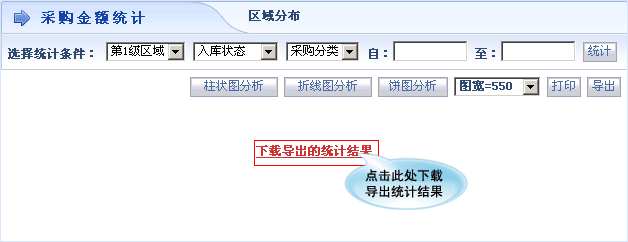 采购金额统计 区域分布
选择统计条件： 第1级区域 入库状态 采购分类 自： 至： 统计
柱状图分析 折线图分析 饼图分析 图宽=550 打印 导出
下载导出的统计结果
点击此处下载
导出统计结果